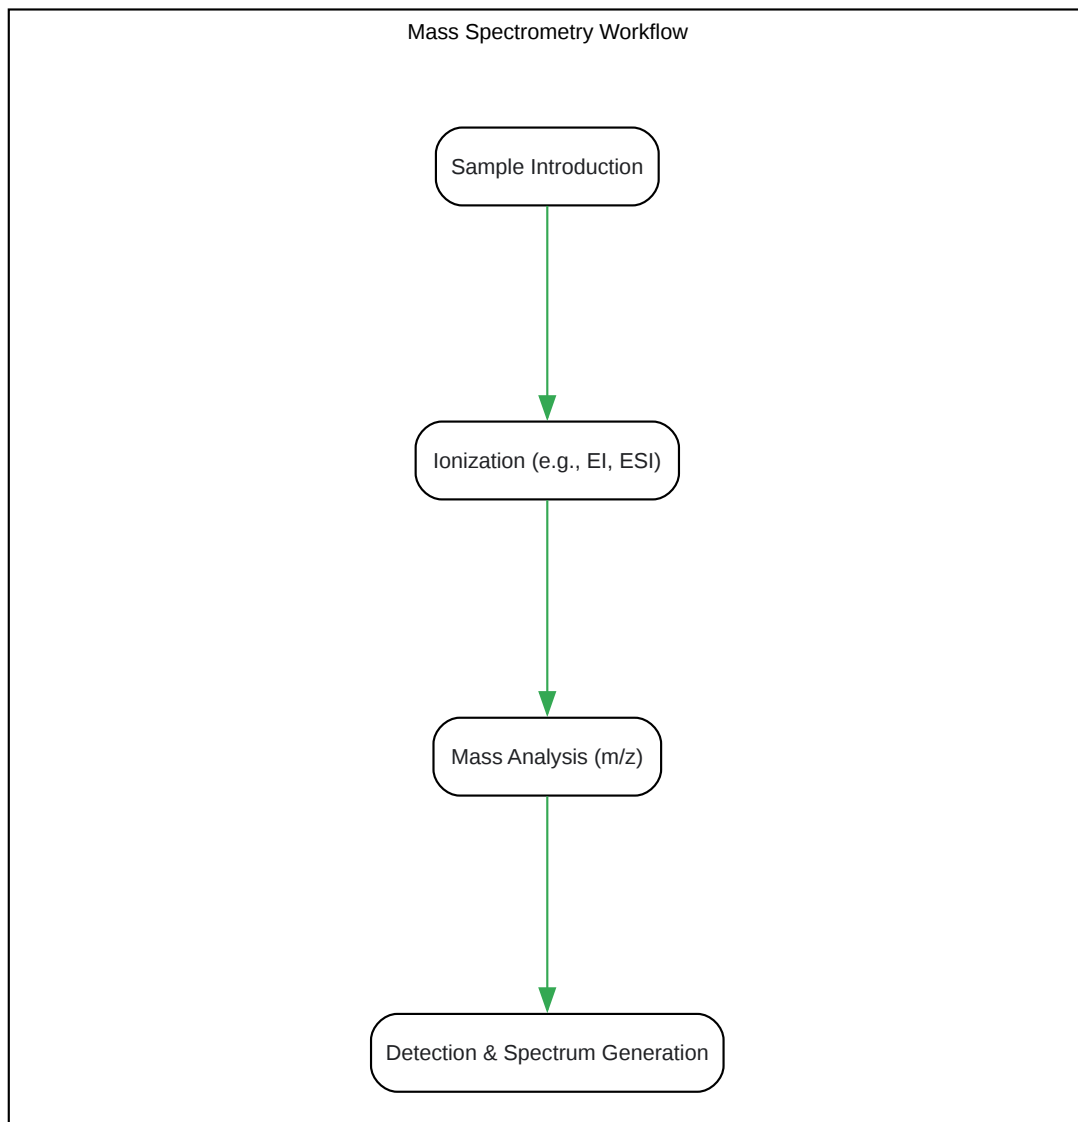 Mass Spectrometry Workflow
Sample Introduction
Ionization (e.g., EI, ESI)
Mass Analysis (m/z)
Detection & Spectrum Generation